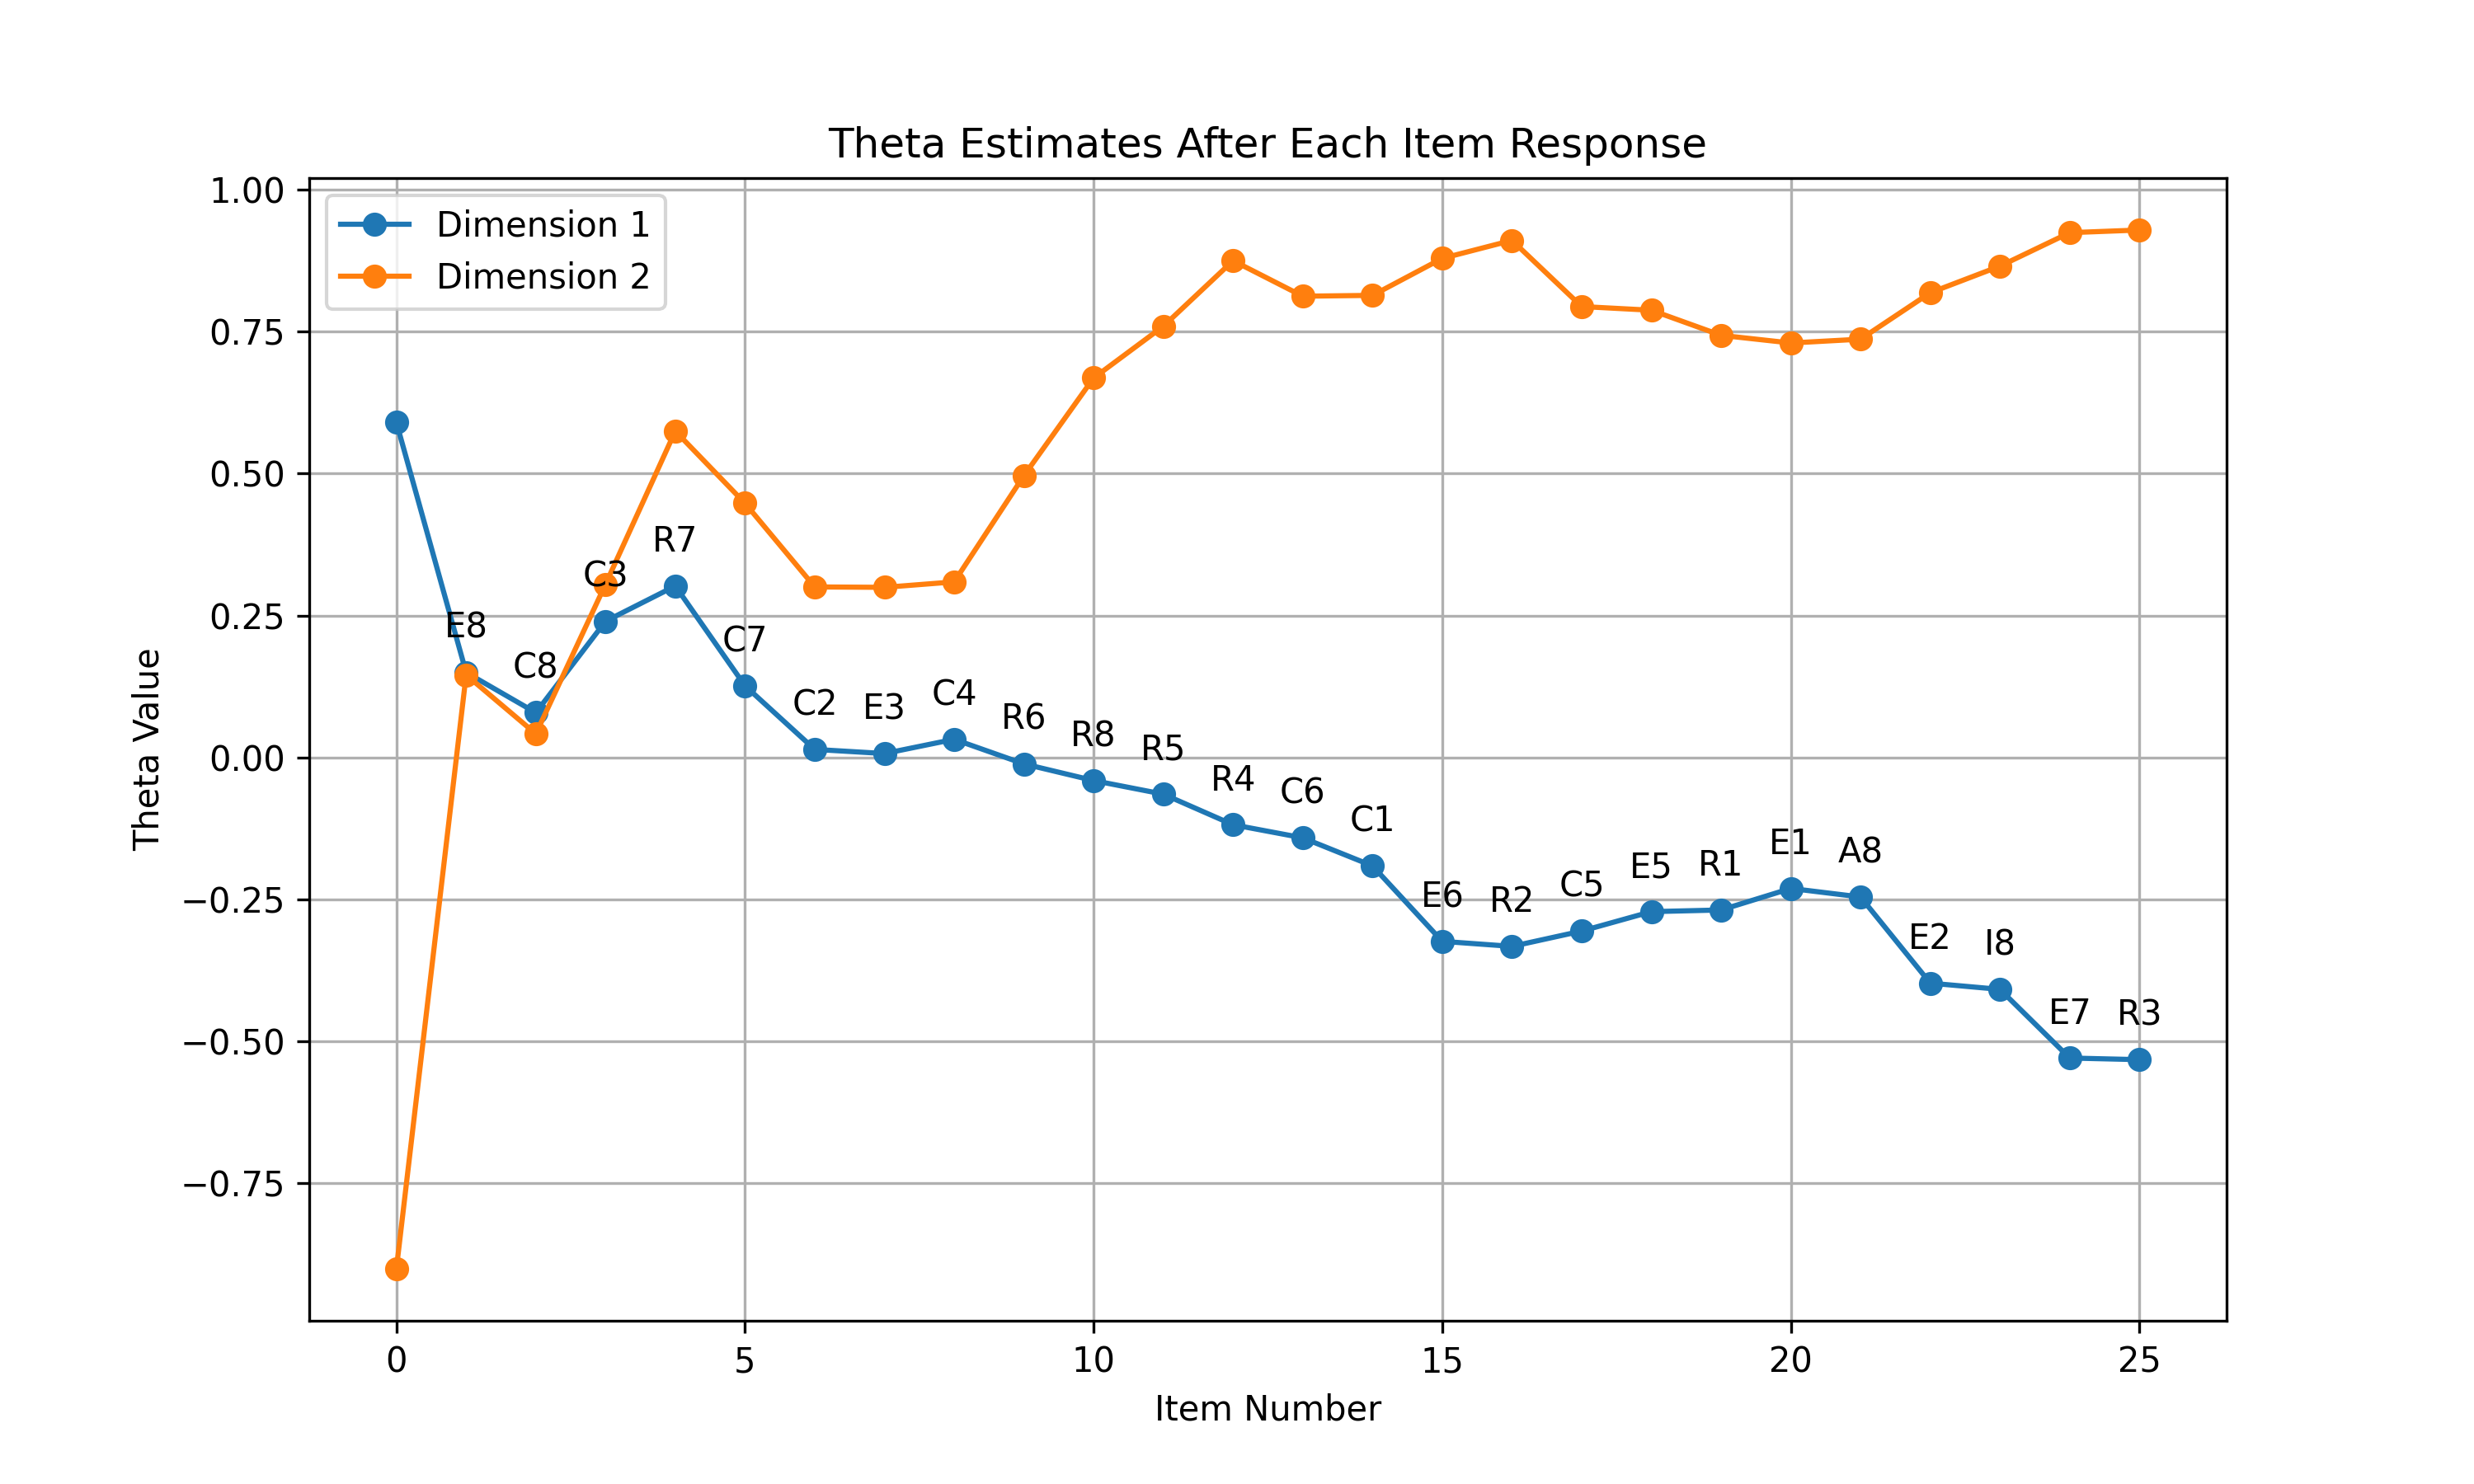 Theta Estimates After Each Item Response
Dimension 1
Dimension 2
Theta Value
1.00
0.75
0.50
0.25
0.00
−0.25
−0.50
−0.75
E8
C8
C3
R7
C7
C2
E3
C4
R6
R8
R5
R4
C6
C1
E6
R2
C5
E5
R1
E1
A8
E2
I8
E7
R3
0 5 10 15 20 25
Item Number